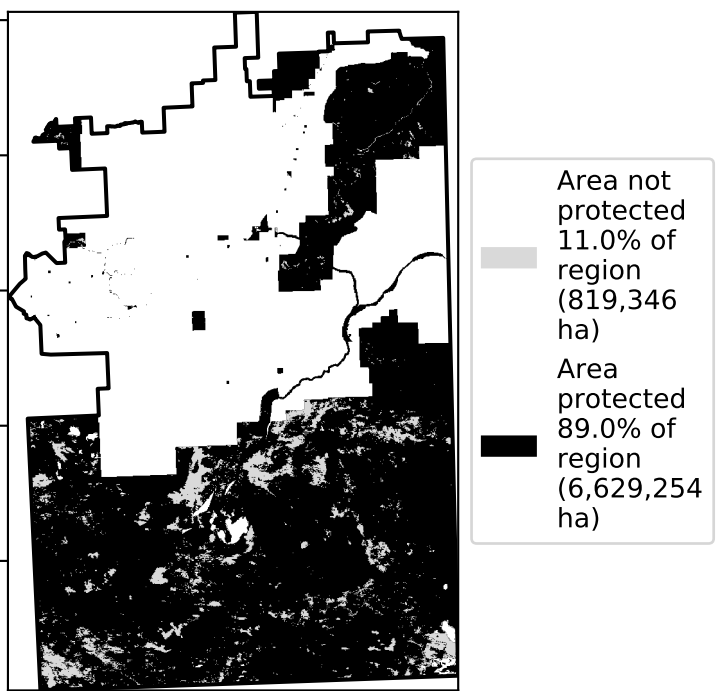 Area not
protected
11.0% of
region
(819,346
ha)
Area
protected
89.0% of
region
(6,629,254
ha)